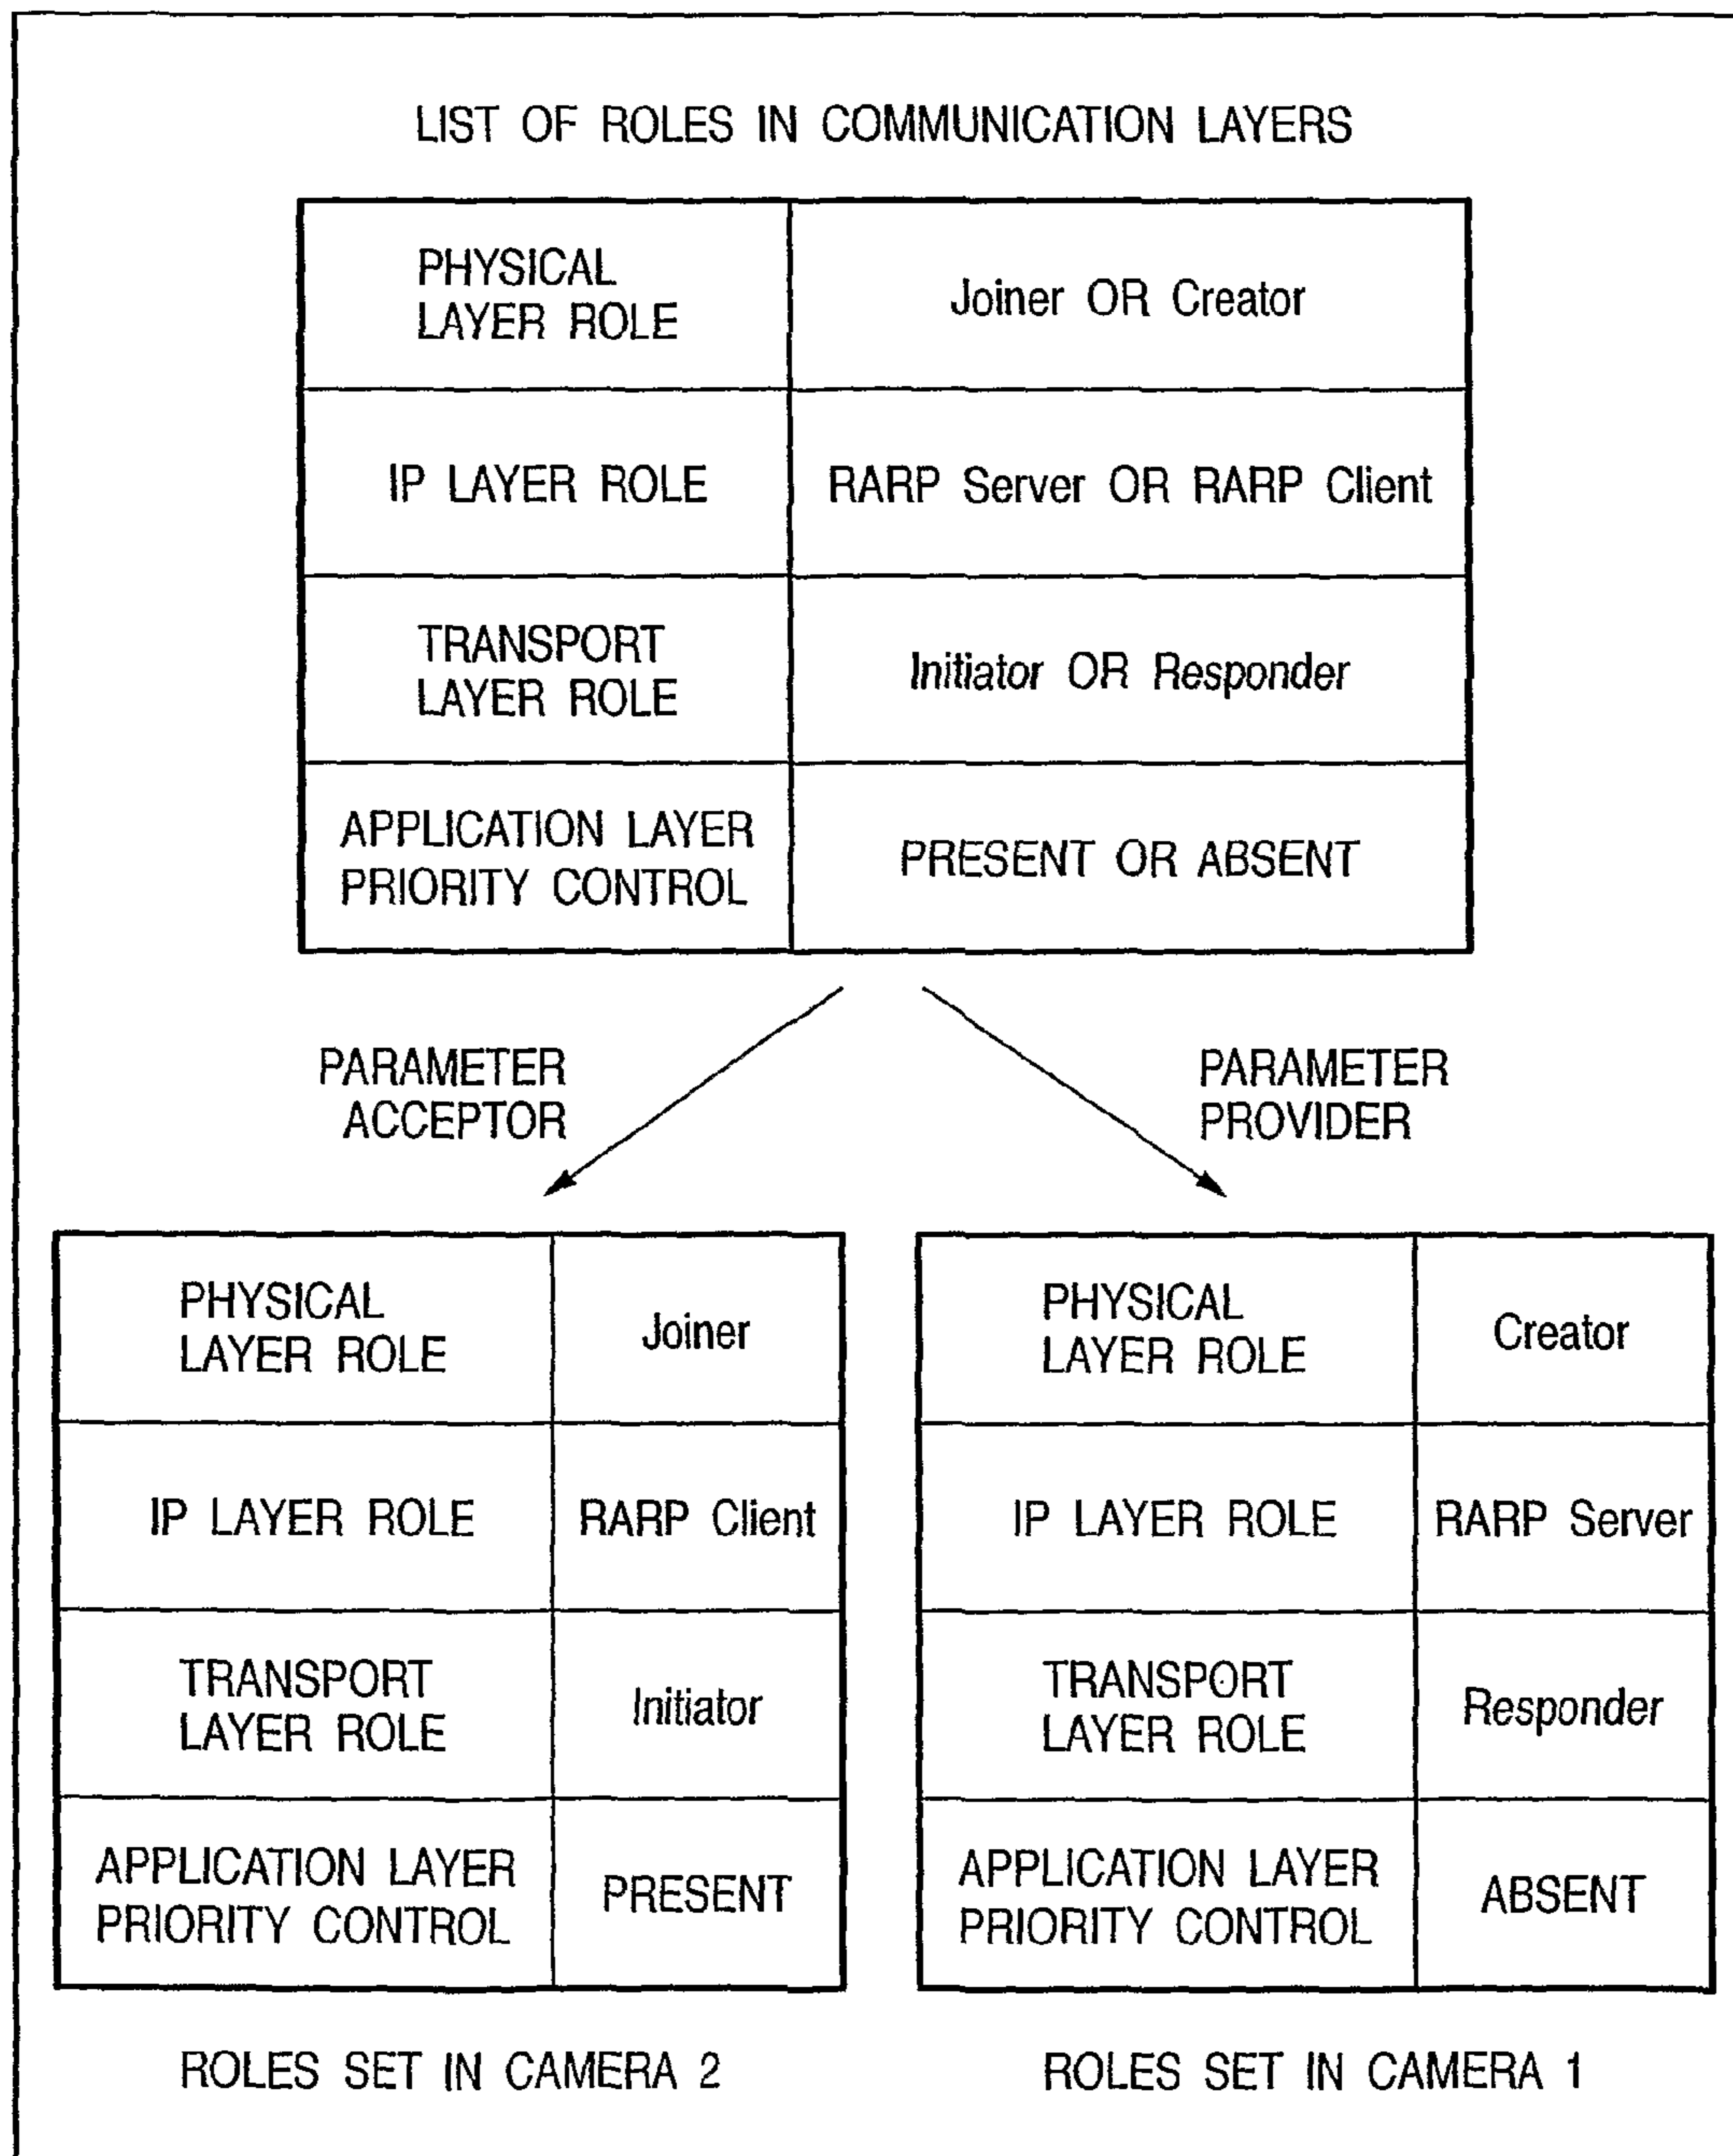 LIST OF ROLES IN COMMUNICATION LAYERS
PHYSICAL
LAYER ROLE
Joiner OR Creator
IP LAYER ROLE
RARP Server OR RARP Client
TRANSPORT
LAYER ROLE
Initiator OR Responder
APPLICATION LAYER
PRIORITY CONTROL
PRESENT OR ABSENT
PARAMETER
ACCEPTOR
PARAMETER
PROVIDER
PHYSICAL
LAYER ROLE
Joiner
IP LAYER ROLE
RARP Client
TRANSPORT
LAYER ROLE
Initiator
APPLICATION LAYER
PRIORITY CONTROL
PRESENT
ROLES SET IN CAMERA 2
PHYSICAL
LAYER ROLE
Creator
IP LAYER ROLE
RARP Server
TRANSPORT
LAYER ROLE
Responder
APPLICATION LAYER
PRIORITY CONTROL
ABSENT
ROLES SET IN CAMERA 1